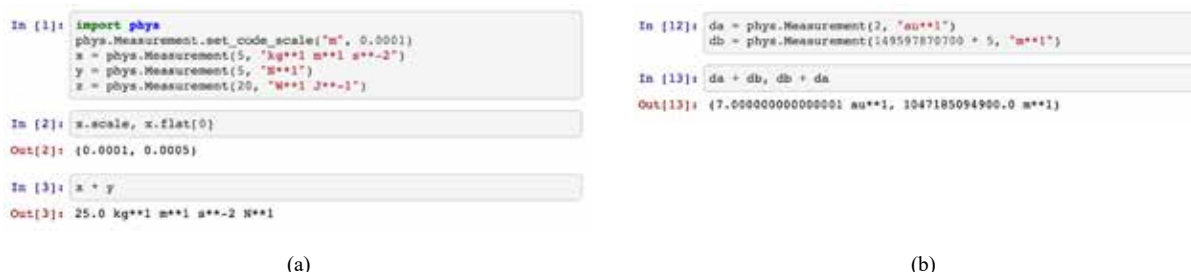 In [1]: import phys
phys.Measurement.set_code_scale("m", 0.0001)
x = phys.Measurement(5, "kg**1 m**1 s**-2")
y = phys.Measurement(5, "N**1")
z = phys.Measurement(20, "W**1 J**-1")
In [2]: x.scale, x.flat[0]
Out[2]: (0.0001, 0.0005)
In [3]: x * y
Out[3]: 25.0 kg**1 m**1 s**-2 N**1
(a)
In [12]: da = phys.Measurement(2, "au**1")
db = phys.Measurement(149597870700 * 5, "m**1")
In [13]: da + db, db + da
Out[13]: (7.000000000000001 au**1, 1047185094900.0 m**1)
(b)